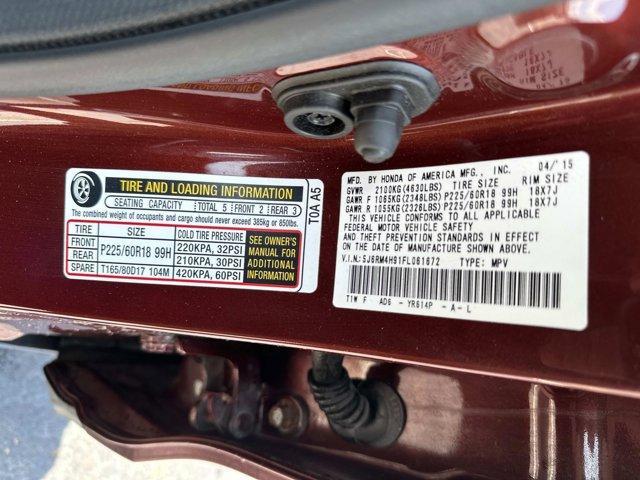 TIRE AND LOADING INFORMATION
SEATING CAPACITY TOTAL 5 FRONT 2 REAR 3
The combined weight of occupants and cargo should never exceed 385kg or 850lbs.
TIRE SIZE COLD TIRE PRESSURE
FRONT P225/60R18 99H 220KPA, 32PSI
REAR 210KPA, 30PSI
SPARE T165/80D17 104M 420KPA, 60PSI
SEE OWNER'S
MANUAL FOR
ADDITIONAL
INFORMATION
T0A A5
MFD. BY HONDA OF AMERICA MFG., INC. 04/'15
GVWR 2100KG(4630LBS) TIRE SIZE RIM SIZE
GAWR F 1065KG(2348LBS) P225/60R18 99H 18X7J
GAWR R 1055KG(2326LBS) P225/60R18 99H 18X7J
THIS VEHICLE CONFORMS TO ALL APPLICABLE
FEDERAL MOTOR VEHICLE SAFETY
AND THEFT PREVENTION STANDARDS IN EFFECT
ON THE DATE OF MANUFACTURE SHOWN ABOVE.
V.I.N: 5J6RM4H91FL061672 TYPE: MPV
T1W F AD6 - YR614P - A - L